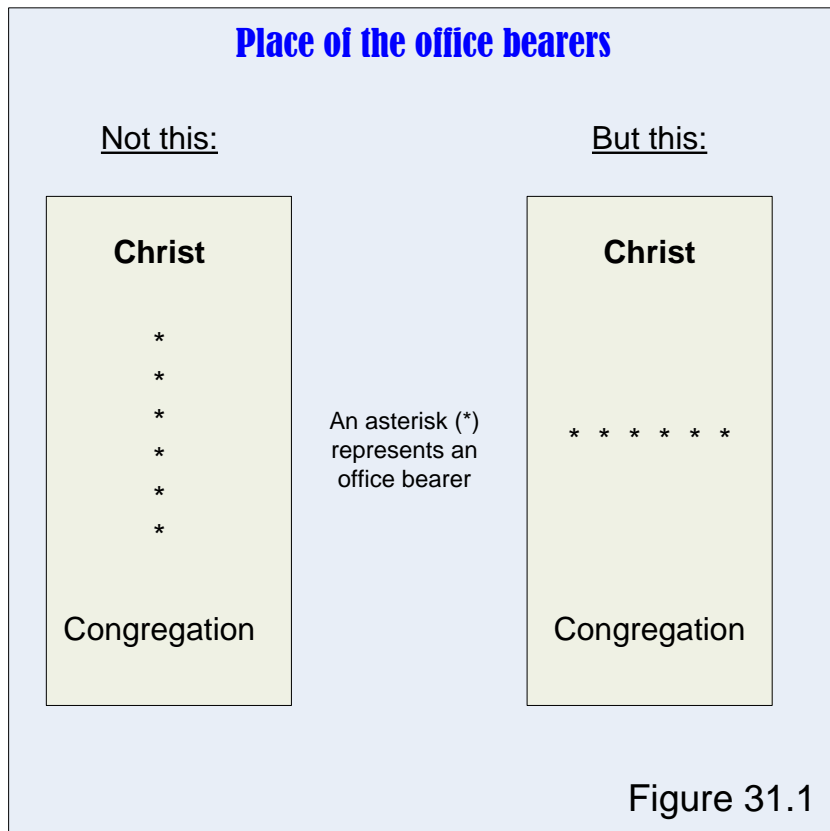 Place of the office bearers
Not this:
Christ
*
*
*
*
*
*
Congregation
An asterisk (*)
represents an
office bearer
But this:
Christ
* * * * * *
Congregation
Figure 31.1